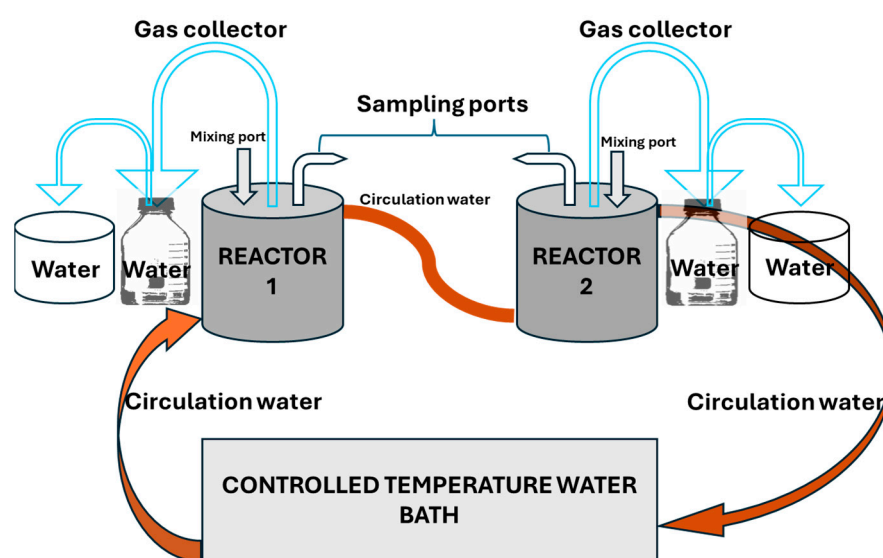 Gas collector
Gas collector
Sampling ports
Mixing port
Mixing port
Circulation water
Water
Water
REACTOR
1
REACTOR
2
Water
Water
Circulation water
Circulation water
CONTROLLED TEMPERATURE WATER
BATH